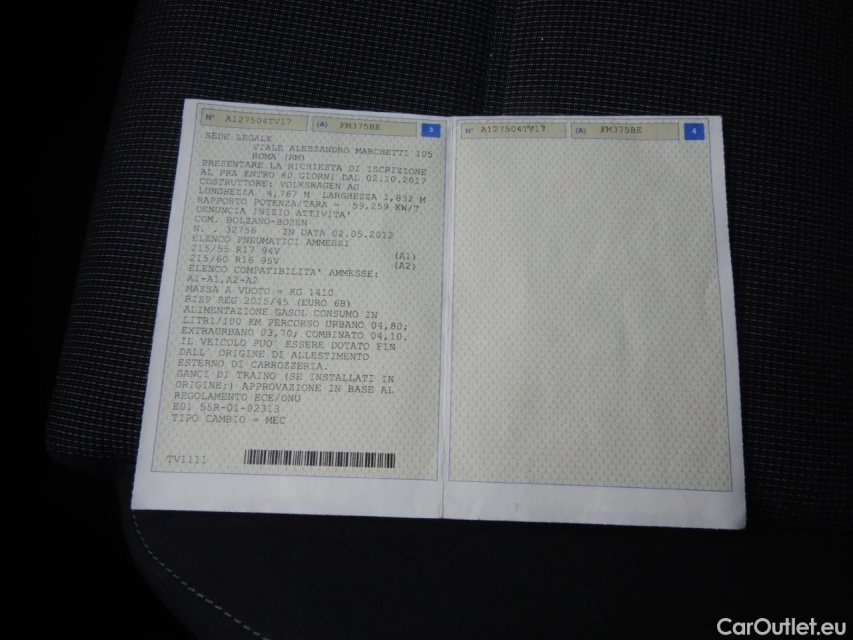 N° A127504TV17 (A) FM375BE 3
SEDE LEGALE
VIALE ALESSANDRO MARCHETTI 105
ROMA (RM)
PRESENTARE LA RICHIESTA DI ISCRIZIONE
AL PRA ENTRO 60 GIORNI DAL 02.10.2017
COSTRUTTORE: VOLKSWAGEN AG
LUNGHEZZA 4,767 M LARGHEZZA 1,832 M
RAPPORTO POTENZA/TARA = 59,259 KW/T
DENUNCIA INIZIO ATTIVITA'
COM. BOLZANO-BOZEN
N. . 32756 IN DATA 02.05.2012
ELENCO PNEUMATICI AMMESSI
215/55 R17 94V (A1)
215/60 R16 95V (A2)
ELENCO COMPATIBILITA' AMMESSE:
A1-A1,A2-A2
MASSA A VUOTO = KG 1410
RISP REG 2015/45 (EURO 6B)
ALIMENTAZIONE GASOL CONSUMO IN
LITRI/100 KM PERCORSO URBANO 04,80;
EXTRAURBANO 03,70; COMBINATO 04,10.
IL VEICOLO PUO' ESSERE DOTATO FIN
DALL' ORIGINE DI ALLESTIMENTO
ESTERNO DI CARROZZERIA.
GANCI DI TRAINO (SE INSTALLATI IN
ORIGINE:) APPROVAZIONE IN BASE AL
REGOLAMENTO ECE/ONU
E01 55R-01-02313
TIPO CAMBIO = MEC
TV1111
N° A127504TV17 (A) FM375BE 4
CarOutlet.eu